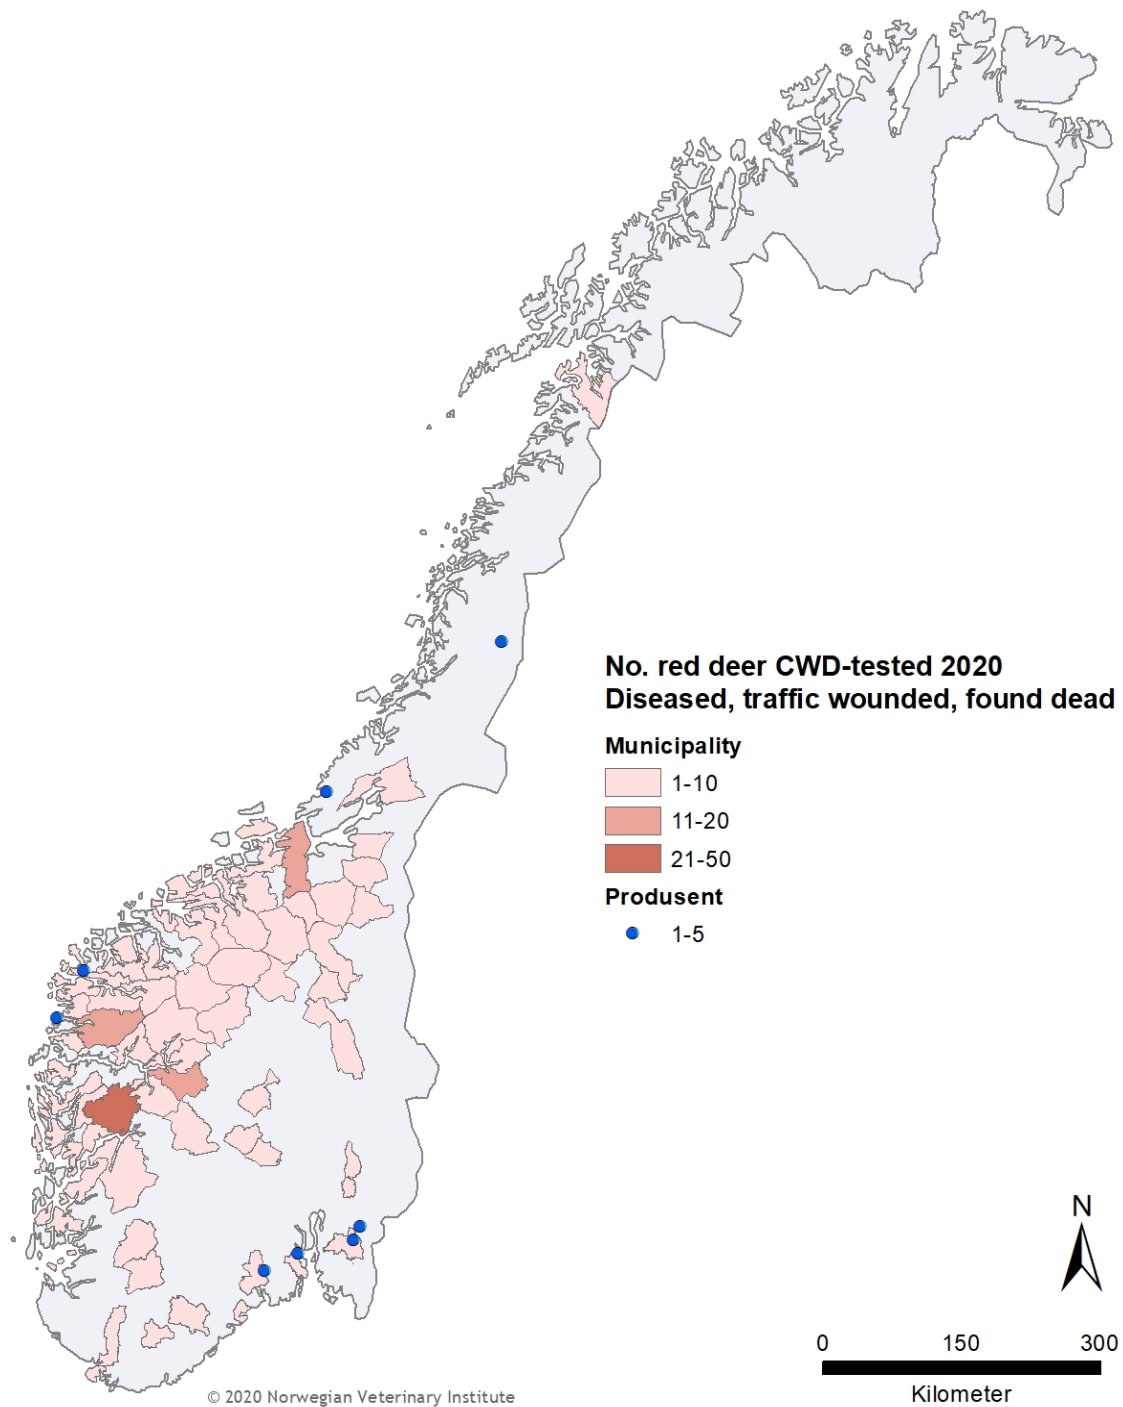 No. red deer CWD-tested 2020
Diseased, traffic wounded, found dead
Municipality
1-10
11-20
21-50
Produsent
1-5
N
0 150 300
Kilometer
© 2020 Norwegian Veterinary Institute